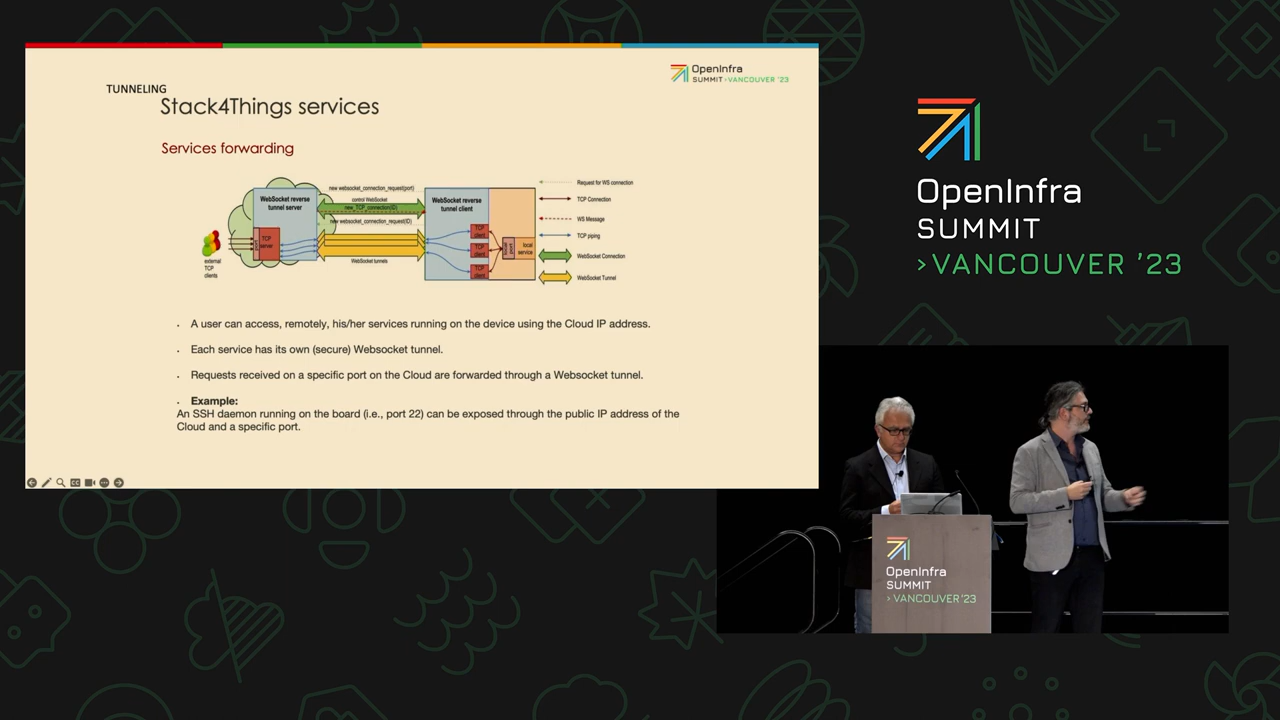 TUNNELING
OpenInfra
SUMMIT › VANCOUVER '23
Stack4Things services
Services forwarding
WebSocket reverse
tunnel server
new websocket_connection_request(port)
control WebSocket
new_TCP_connection(ID)
new websocket_connection_request(ID)
WebSocket reverse
tunnel client
port
TCP
server
TCP
client
TCP
client
TCP
client
local
port
local
service
WebSocket tunnels
external
TCP
clients
Request for WS connection
TCP Connection
WS Message
TCP piping
WebSocket Connection
WebSocket Tunnel
• A user can access, remotely, his/her services running on the device using the Cloud IP address.
• Each service has its own (secure) Websocket tunnel.
• Requests received on a specific port on the Cloud are forwarded through a Websocket tunnel.
• Example:
An SSH daemon running on the board (i.e., port 22) can be exposed through the public IP address of the
Cloud and a specific port.
CC
OpenInfra
SUMMIT
›VANCOUVER '23
OpenInfra
SUMMIT
› VANCOUVER '23